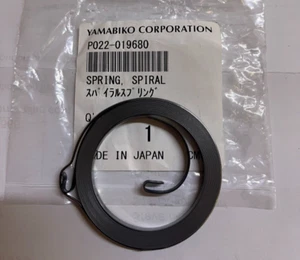 YAMABIKO CORPORATION
P022-019680
SPRING, SPIRAL
ｽﾊﾟｲﾗﾙｽﾌﾟﾘﾝｸﾞ
1
MADE IN JAPAN